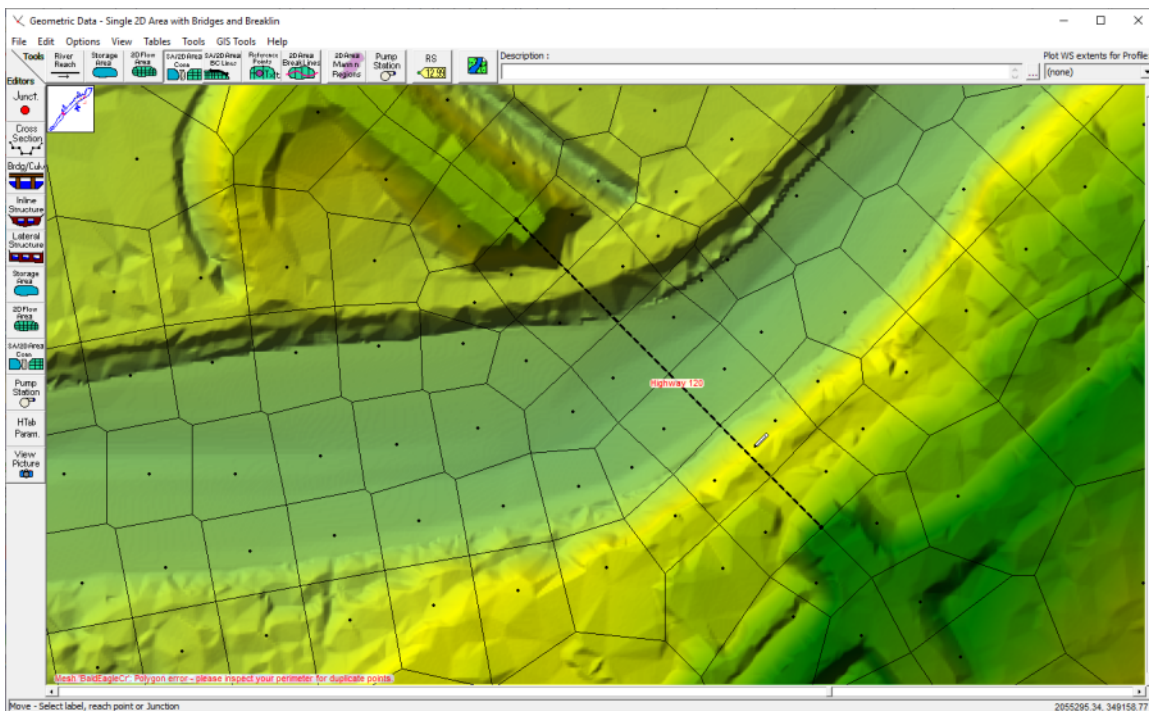 Geometric Data - Single 2D Area with Bridges and Breaklin
File Edit Options View Tables Tools GIS Tools Help
Tools
Editors
River
Reach
Storage
Area
2D Flow
Area
SA/2D Area
Conn
SA/2D Area
BC Lines
Reference
Points
2D Area
Break Lines
2D Area
Mann n
Regions
Pump
Station
RS
12.99
Description :
...
Plot WS extents for Profile
(none)
Junct.
Cross
Section
Brdg/Culv
Inline
Structure
Lateral
Structure
Storage
Area
2D Flow
Area
SA/2D Area
Conn
Pump
Station
HTab
Param.
View
Picture
Highway 120
Mesh 'BaldEagleCr': Polygon error - please inspect your perimeter for duplicate points.
Move - Select label, reach point or Junction
2055295.34, 349158.77